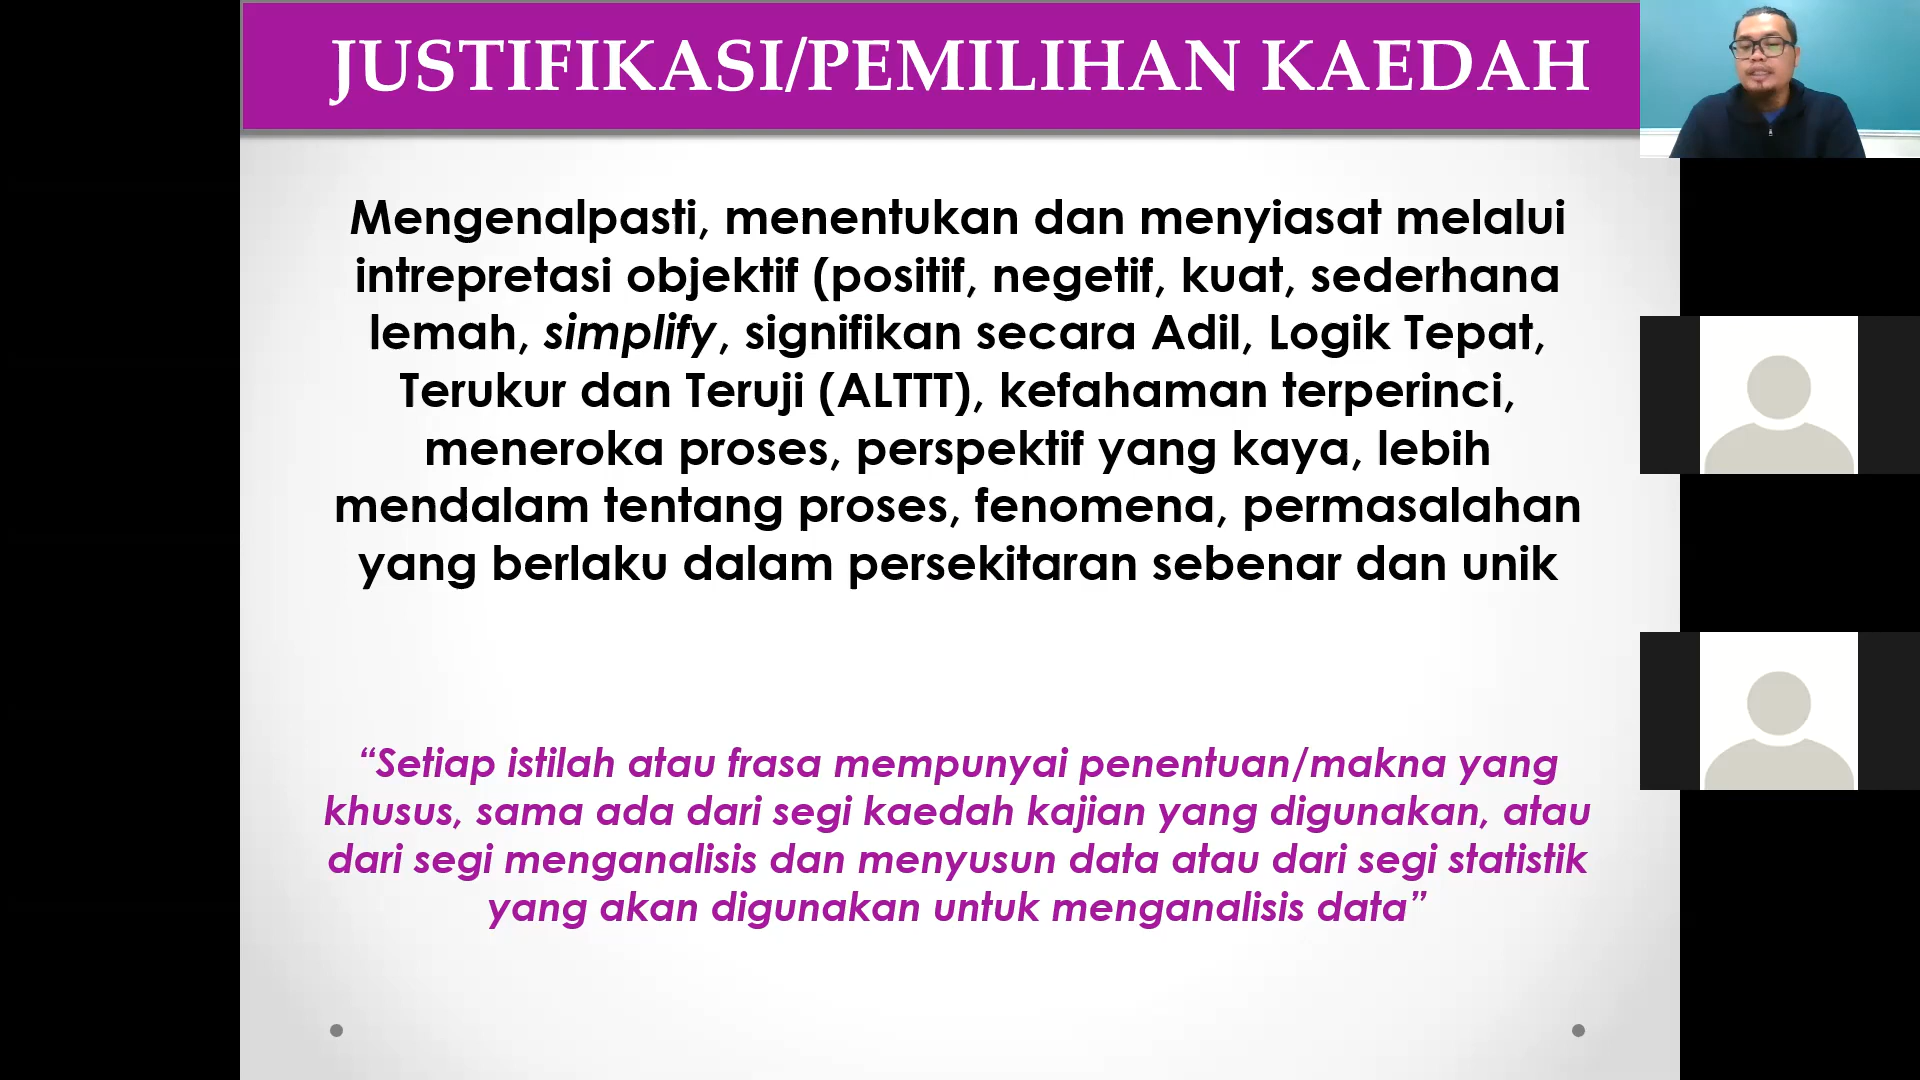 JUSTIFIKASI/PEMILIHAN KAEDAH
Mengenalpasti, menentukan dan menyiasat melalui
intrepretasi objektif (positif, negetif, kuat, sederhana
lemah, simplify, signifikan secara Adil, Logik Tepat,
Terukur dan Teruji (ALTTT), kefahaman terperinci,
meneroka proses, perspektif yang kaya, lebih
mendalam tentang proses, fenomena, permasalahan
yang berlaku dalam persekitaran sebenar dan unik
“Setiap istilah atau frasa mempunyai penentuan/makna yang
khusus, sama ada dari segi kaedah kajian yang digunakan, atau
dari segi menganalisis dan menyusun data atau dari segi statistik
yang akan digunakan untuk menganalisis data”